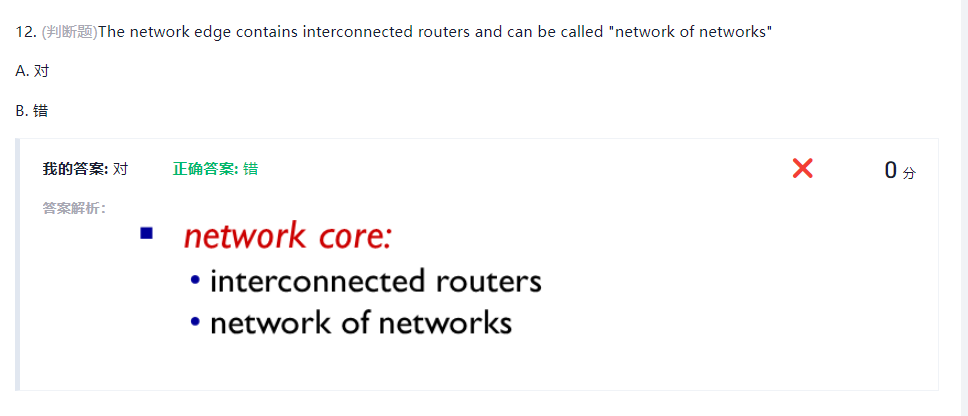 12. (判断题)The network edge contains interconnected routers and can be called "network of networks"
A. 对
B. 错
我的答案: 对 正确答案: 错 0 分
答案解析:
network core:
interconnected routers
network of networks